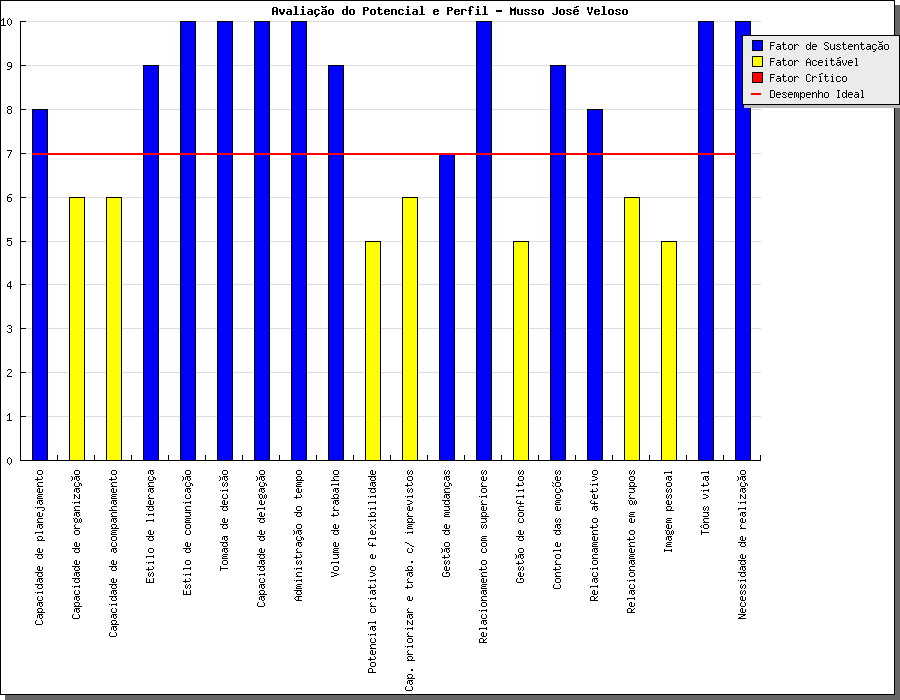 Avaliação do Potencial e Perfil - Musso José Veloso
Fator de Sustentação
Fator Aceitável
Fator Crítico
Desempenho Ideal
10
9
8
7
6
5
4
3
2
1
0
Capacidade de planejamento
Capacidade de organização
Capacidade de acompanhamento
Estilo de liderança
Estilo de comunicação
Tomada de decisão
Capacidade de delegação
Administração do tempo
Volume de trabalho
Potencial criativo e flexibilidade
Cap. priorizar e trab. c/ imprevistos
Gestão de mudanças
Relacionamento com superiores
Gestão de conflitos
Controle das emoções
Relacionamento afetivo
Relacionamento em grupos
Imagem pessoal
Tônus vital
Necessidade de realização